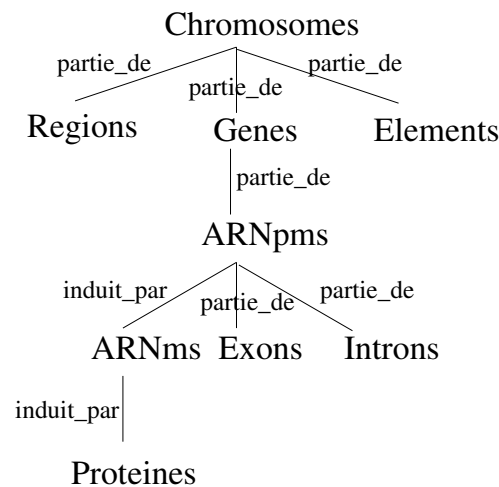 Chromosomes
partie_de
partie_de
partie_de
Regions
Genes
Elements
partie_de
ARNpms
induit_par
partie_de
partie_de
ARNms
Exons
Introns
induit_par
Proteines